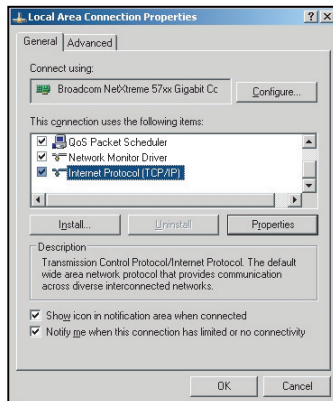 Local Area Connection Properties
General Advanced
Connect using:
Broadcom NetXtreme 57xx Gigabit Cc
Configure...
This connection uses the following items:
QoS Packet Scheduler
Network Monitor Driver
Internet Protocol (TCP/IP)
Install... Uninstall Properties
Description
Transmission Control Protocol/Internet Protocol. The default
wide area network protocol that provides communication
across diverse interconnected networks.
Show icon in notification area when connected
Notify me when this connection has limited or no connectivity
OK Cancel